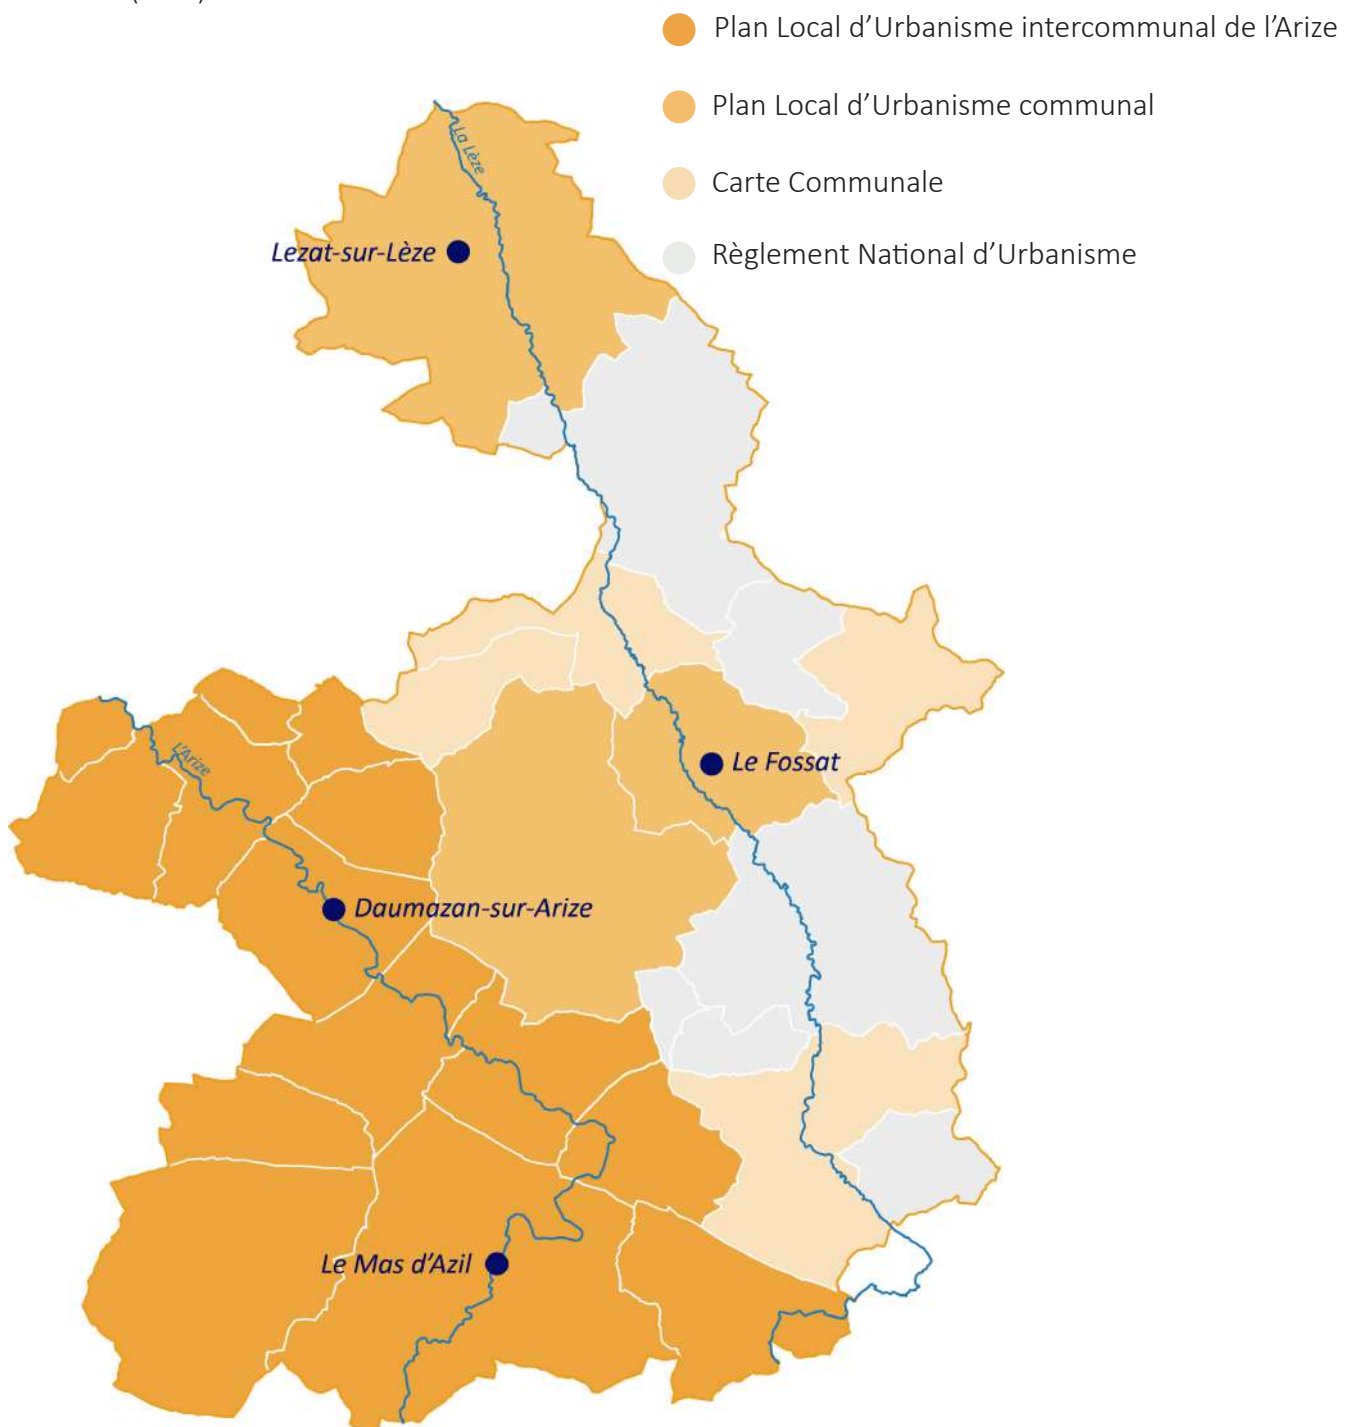 Plan Local d'Urbanisme intercommunal de l'Arize
Plan Local d'Urbanisme communal
La Lèze
Carte Communale
Lezat-sur-Lèze
Règlement National d'Urbanisme
L'Arize
Le Fossat
Daumazan-sur-Arize
Le Mas d'Azil